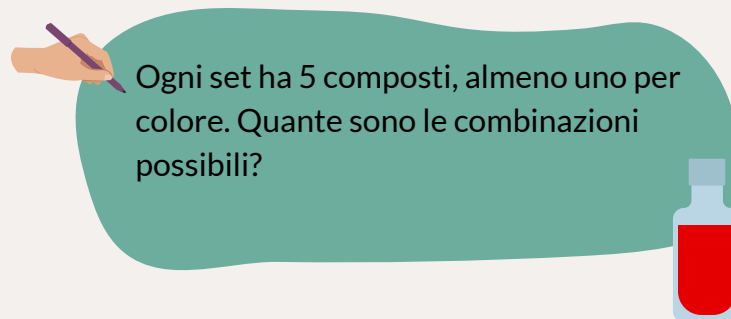 Ogni set ha 5 composti, almeno uno per
colore. Quante sono le combinazioni
possibili?